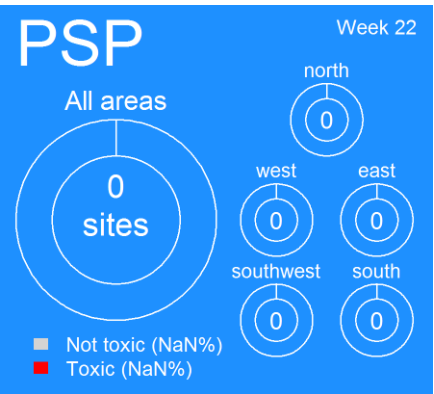 PSP
Week 22
All areas
0
sites
north
0
west
0
east
0
southwest
0
south
0
Not toxic (NaN%)
Toxic (NaN%)